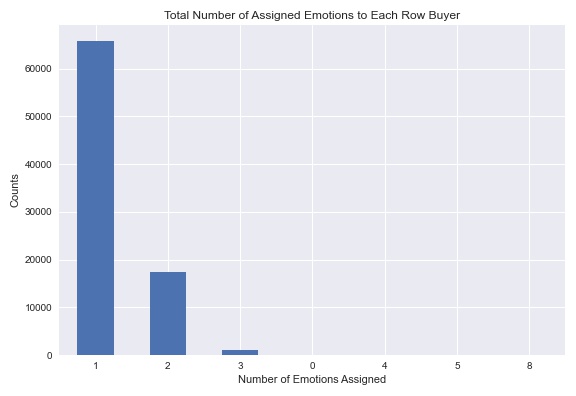 Total Number of Assigned Emotions to Each Row Buyer
60000
50000
40000
30000
20000
10000
0
Counts
1 2 3 0 4 5 8
Number of Emotions Assigned